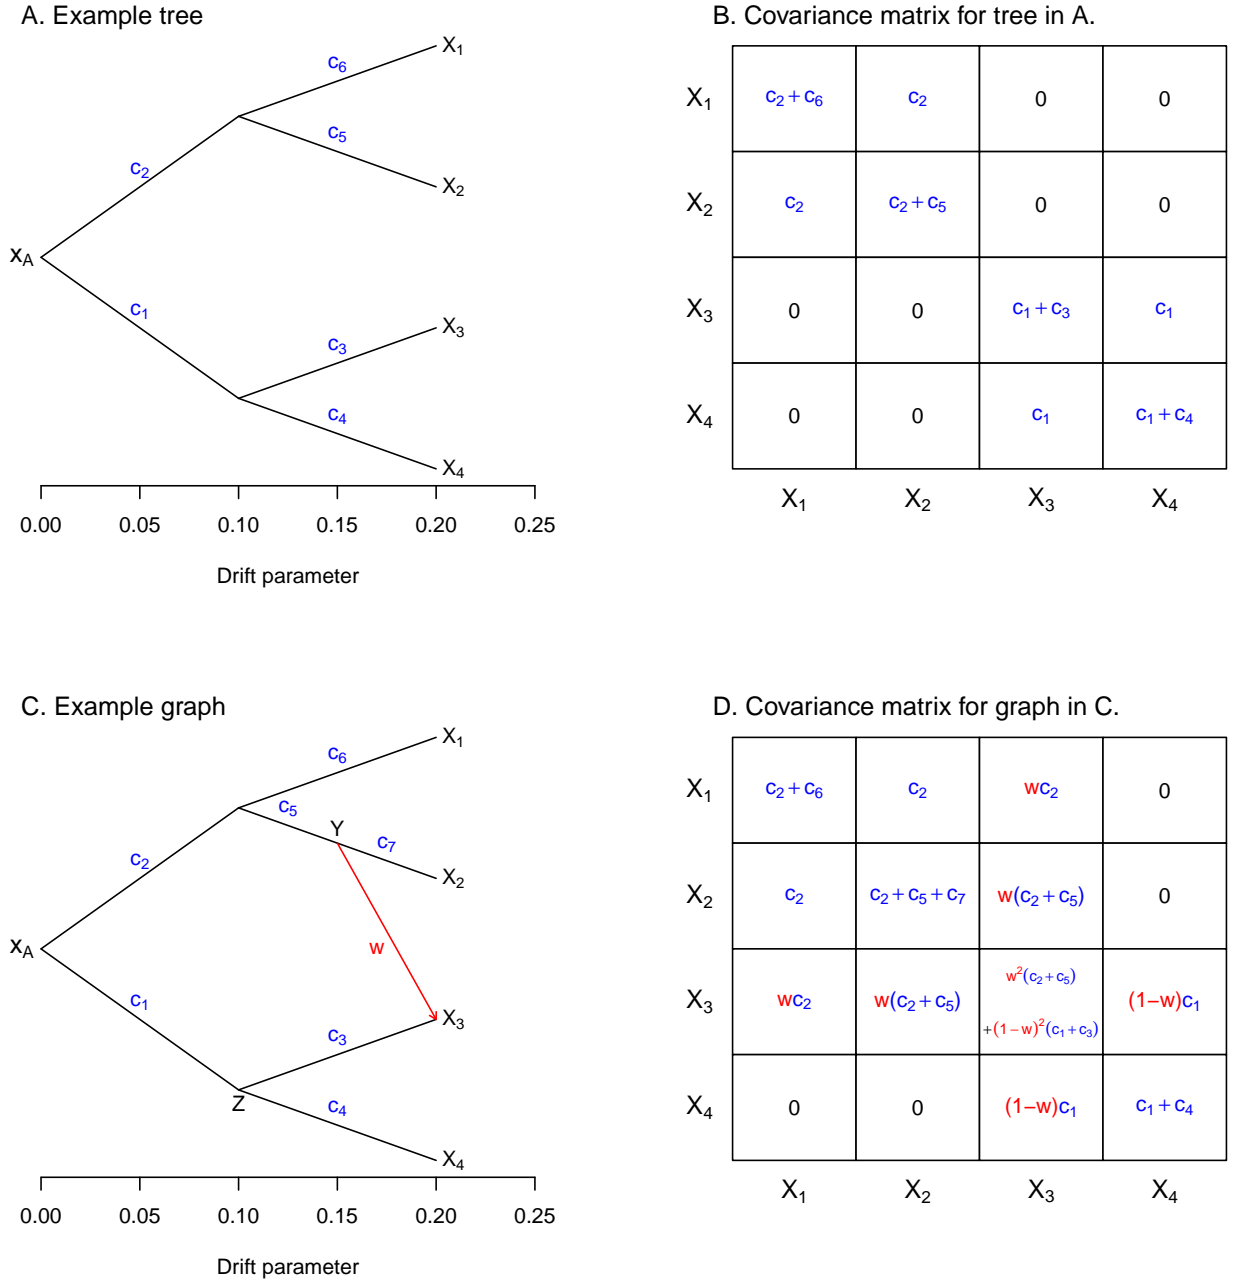 A. Example tree
B. Covariance matrix for tree in A.
X1
c6
c5
c2
X2
xA
c1
X3
c3
c4
X4
0.00 0.05 0.10 0.15 0.20 0.25
Drift parameter
X1 c2+c6 c2 0 0
X2 c2 c2+c5 0 0
X3 0 0 c1+c3 c1
X4 0 0 c1 c1+c4
X1 X2 X3 X4
C. Example graph
D. Covariance matrix for graph in C.
X1
c6
c5
Y
c7
c2
X2
xA
w
c1
X3
c3
Z
c4
X4
0.00 0.05 0.10 0.15 0.20 0.25
Drift parameter
X1 c2+c6 c2 wc2 0
X2 c2 c2+c5+c7 w(c2+c5) 0
w²(c2+c5)
X3 wc2 w(c2+c5) (1−w)c1
+(1−w)²(c1+c3)
X4 0 0 (1−w)c1 c1+c4
X1 X2 X3 X4